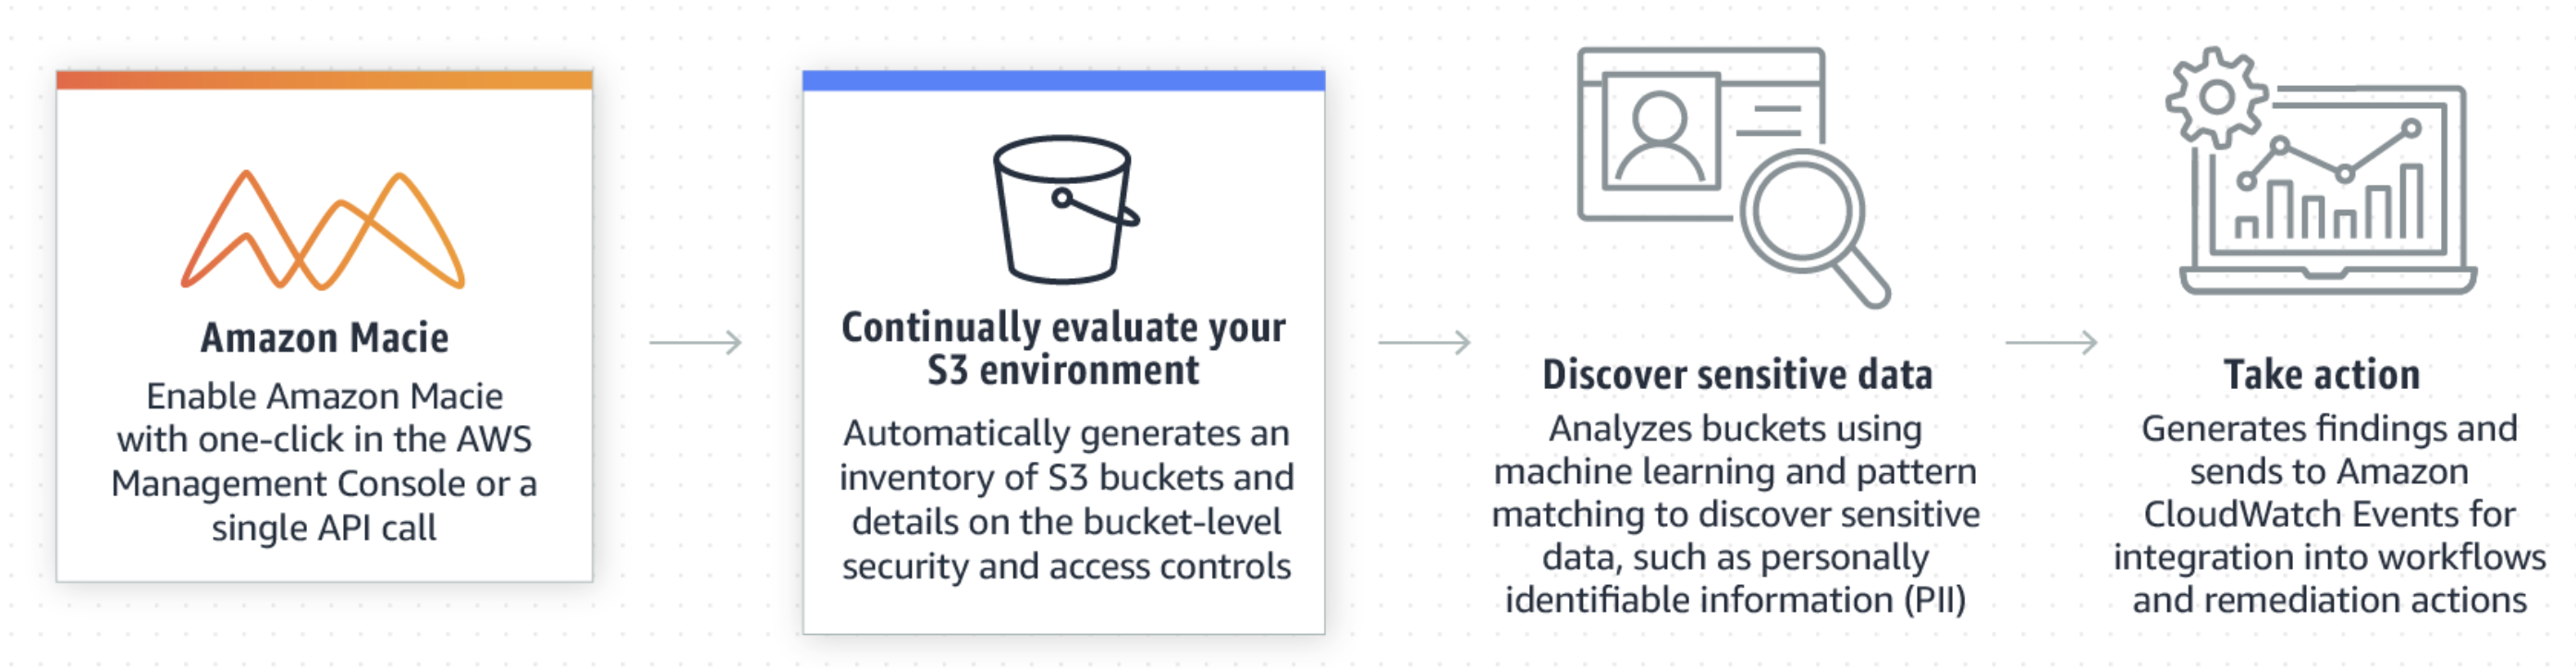 Amazon Macie
Enable Amazon Macie
with one-click in the AWS
Management Console or a
single API call
Continually evaluate your
S3 environment
Automatically generates an
inventory of S3 buckets and
details on the bucket-level
security and access controls
Discover sensitive data
Analyzes buckets using
machine learning and pattern
matching to discover sensitive
data, such as personally
identifiable information (PII)
Take action
Generates findings and
sends to Amazon
CloudWatch Events for
integration into workflows
and remediation actions